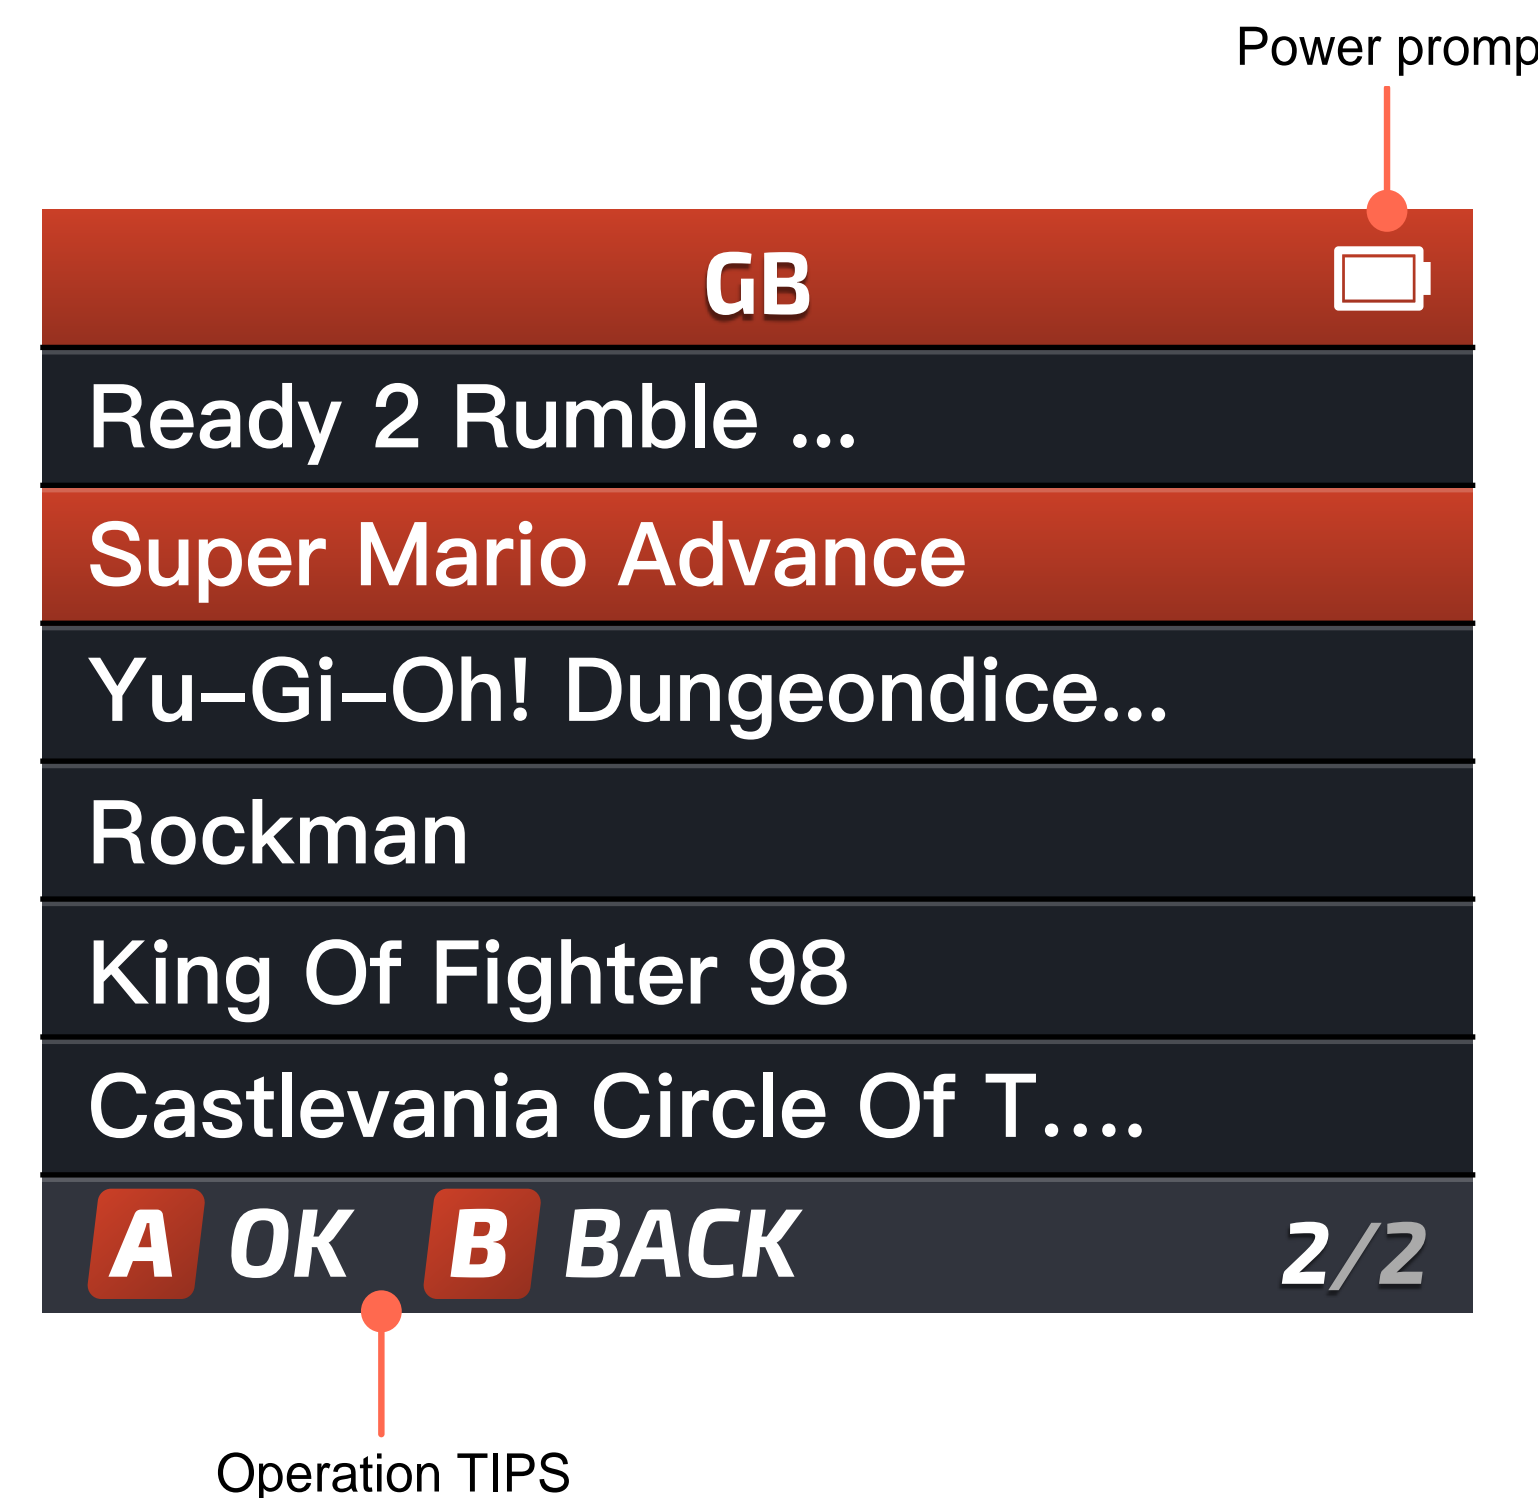 Power promp
GB
Ready 2 Rumble ...
Super Mario Advance
Yu–Gi–Oh! Dungeondice...
Rockman
King Of Fighter 98
Castlevania Circle Of T....
A OK B BACK 2/2
Operation TIPS